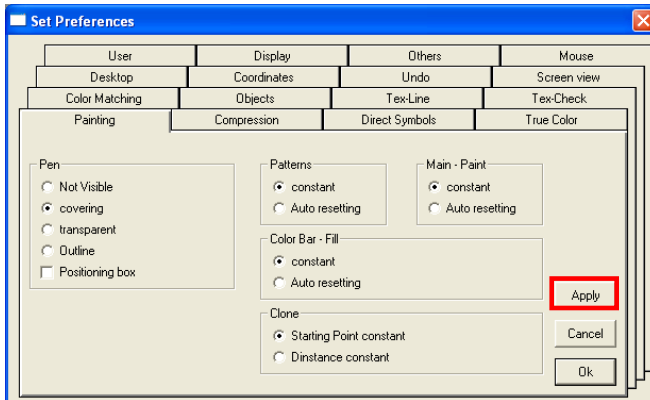 Set Preferences
User Display Others Mouse
Desktop Coordinates Undo Screen view
Color Matching Objects Tex-Line Tex-Check
Painting Compression Direct Symbols True Color
Pen
Not Visible
covering
transparent
Outline
Positioning box
Patterns
constant
Auto resetting
Main - Paint
constant
Auto resetting
Color Bar - Fill
constant
Auto resetting
Clone
Starting Point constant
Dinstance constant
Apply
Cancel
Ok